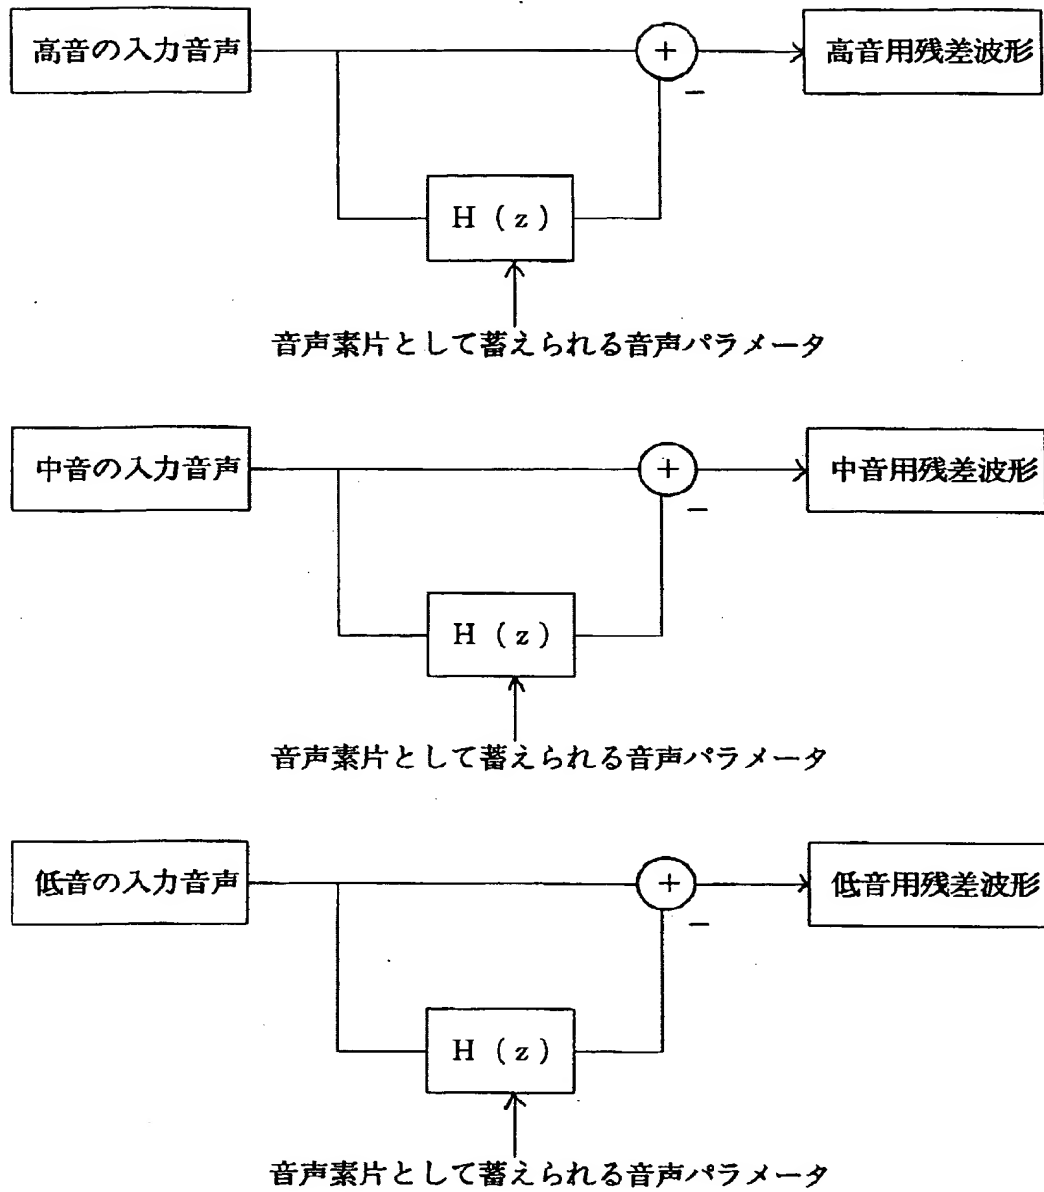 高音の入力音声
+
高音用残差波形
−
H (z)
音声素片として蓄えられる音声パラメータ
中音の入力音声
+
中音用残差波形
−
H (z)
音声素片として蓄えられる音声パラメータ
低音の入力音声
+
低音用残差波形
−
H (z)
音声素片として蓄えられる音声パラメータ